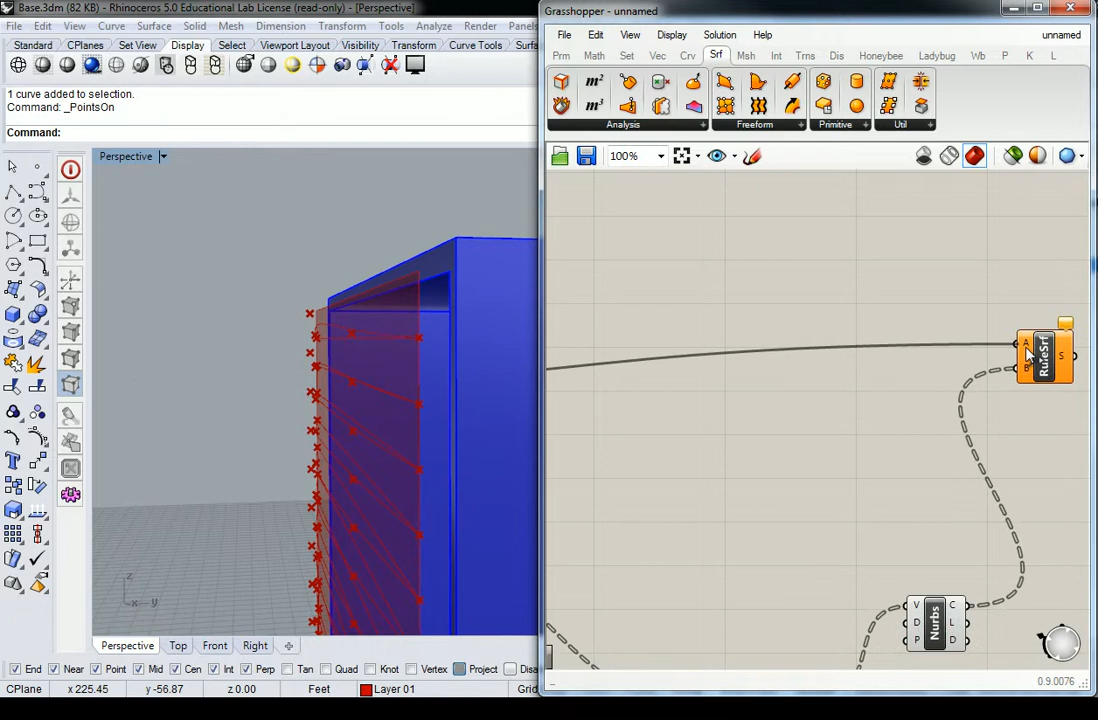 Base.3dm (82 KB) - Rhinoceros 5.0 Educational Lab License (read-only) - [Perspective]
File Edit View Curve Surface Solid Mesh Dimension Transform Tools Analyze Render Panels
Standard CPlanes Set View Display Select Viewport Layout Visibility Transform Curve Tools Surf
1 curve added to selection.
Command: _PointsOn
Command:
Perspective
z
x y
Perspective Top Front Right
End Near Point Mid Cen Int Perp Tan Quad Knot Vertex Project Disa
CPlane x 225.45 y -56.87 z 0.00 Feet Layer 01 Grid
Grasshopper - unnamed
File Edit View Display Solution Help unnamed
Prm Math Set Vec Crv Srf Msh Int Trns Dis Honeybee Ladybug Wb P K L
m²
m³
Analysis Freeform Primitive Util
100%
A
B
RuleSrf
S
V
D
P
Nurbs
C
L
D
0.9.0076